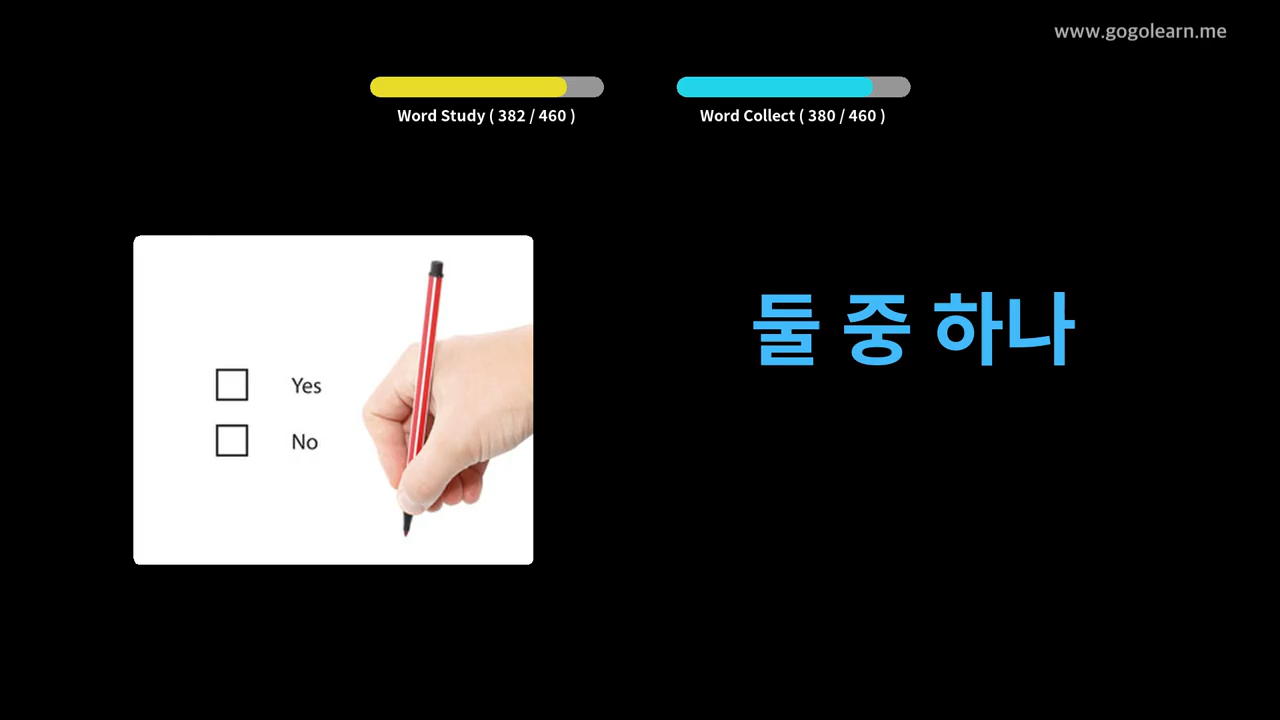 www.gogolearn.me
Word Study ( 382 / 460 )
Word Collect ( 380 / 460 )
Yes
No
둘 중 하나